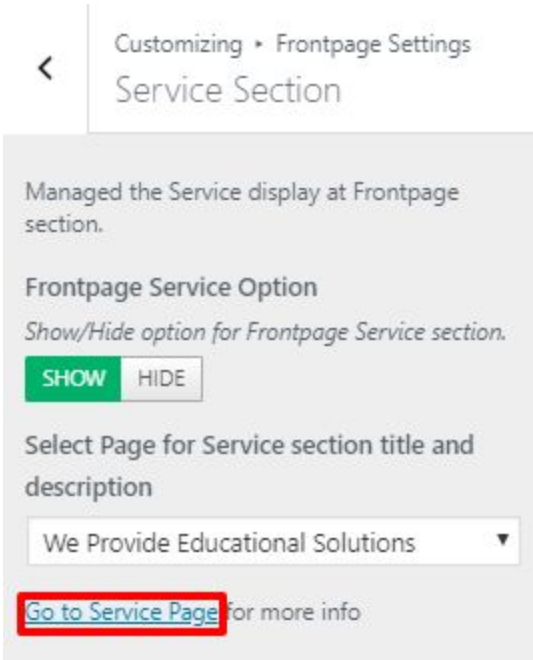 Customizing ▸ Frontpage Settings
Service Section
Managed the Service display at Frontpage
section.
Frontpage Service Option
Show/Hide option for Frontpage Service section.
SHOW HIDE
Select Page for Service section title and
description
We Provide Educational Solutions
Go to Service Page for more info